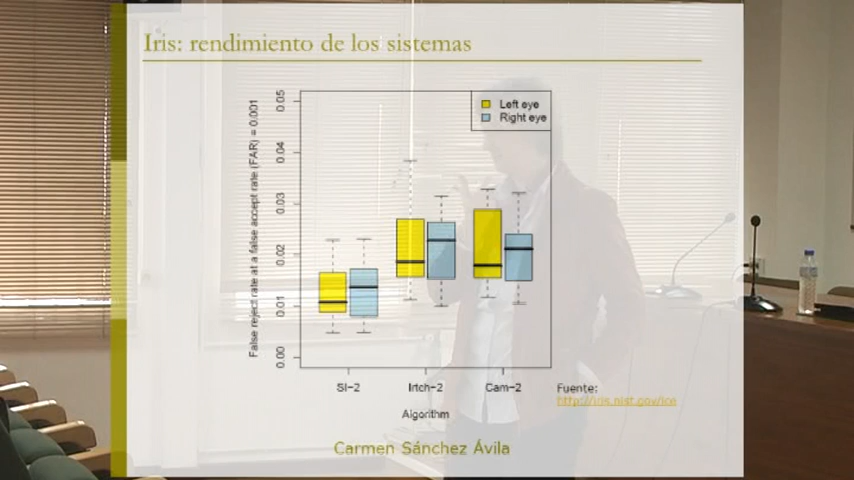 Iris: rendimiento de los sistemas
False reject rate at a false accept rate (FAR) = 0.001
0.05
0.04
0.03
0.02
0.01
0.00
Left eye
Right eye
SI-2
Irtch-2
Cam-2
Algorithm
Fuente:
http://iris.nist.gov/ice
Carmen Sánchez Ávila